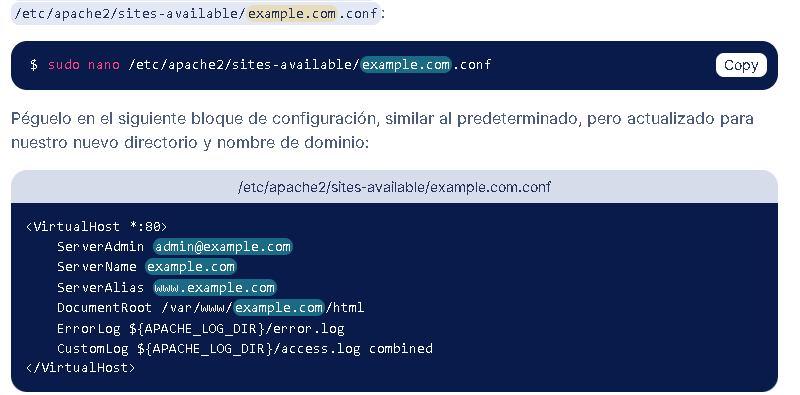 /etc/apache2/sites-available/example.com.conf:
$ sudo nano /etc/apache2/sites-available/example.com.conf
Copy
Péguelo en el siguiente bloque de configuración, similar al predeterminado, pero actualizado para
nuestro nuevo directorio y nombre de dominio:
/etc/apache2/sites-available/example.com.conf
<VirtualHost *:80>
    ServerAdmin admin@example.com
    ServerName example.com
    ServerAlias www.example.com
    DocumentRoot /var/www/example.com/html
    ErrorLog ${APACHE_LOG_DIR}/error.log
    CustomLog ${APACHE_LOG_DIR}/access.log combined
</VirtualHost>